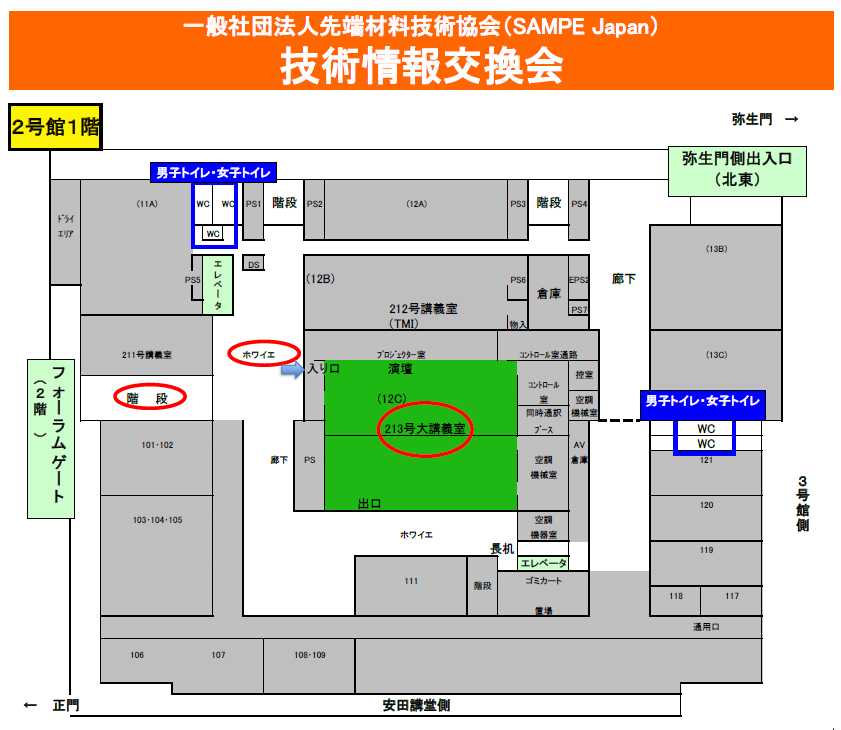 一般社団法人先端材料技術協会（SAMPE Japan）
技術情報交換会
２号館１階
弥生門 →
男子トイレ・女子トイレ
弥生門側出入口
（北東）
ドライ
エリア
(11A)
WC
WC
WC
PS1
階段
PS2
(12A)
PS3
階段
PS4
(13B)
PS5
エレベータ
DS
(12B)
212号講義室
(TMI)
PS6
物入
倉庫
EPS2
PS7
廊下
211号講義室
ホワイエ
プロジェクター室
コントロール室通路
(13C)
入り口
演壇
フォーラムゲート
（２階）
階 段
(12C)
213号大講義室
コントロール
室
同時通訳
ブース
控室
空調
機械室
男子トイレ・女子トイレ
WC
WC
101・102
廊下
PS
空調
機械室
AV
倉庫
121
３号館側
103・104・105
出口
120
ホワイエ
空調
機器室
長机
エレベータ
119
111
階段
ゴミカート
置場
118
117
通用口
106
107
108・109
← 正門
安田講堂側